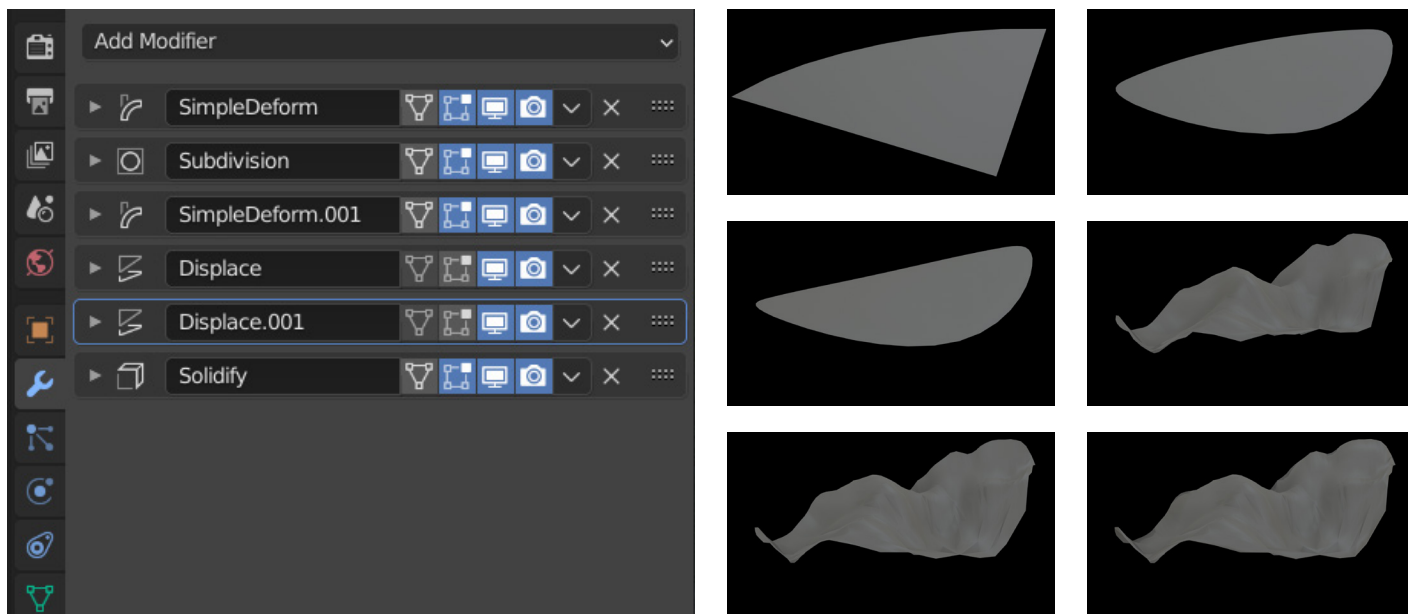 Add Modifier
SimpleDeform
Subdivision
SimpleDeform.001
Displace
Displace.001
Solidify